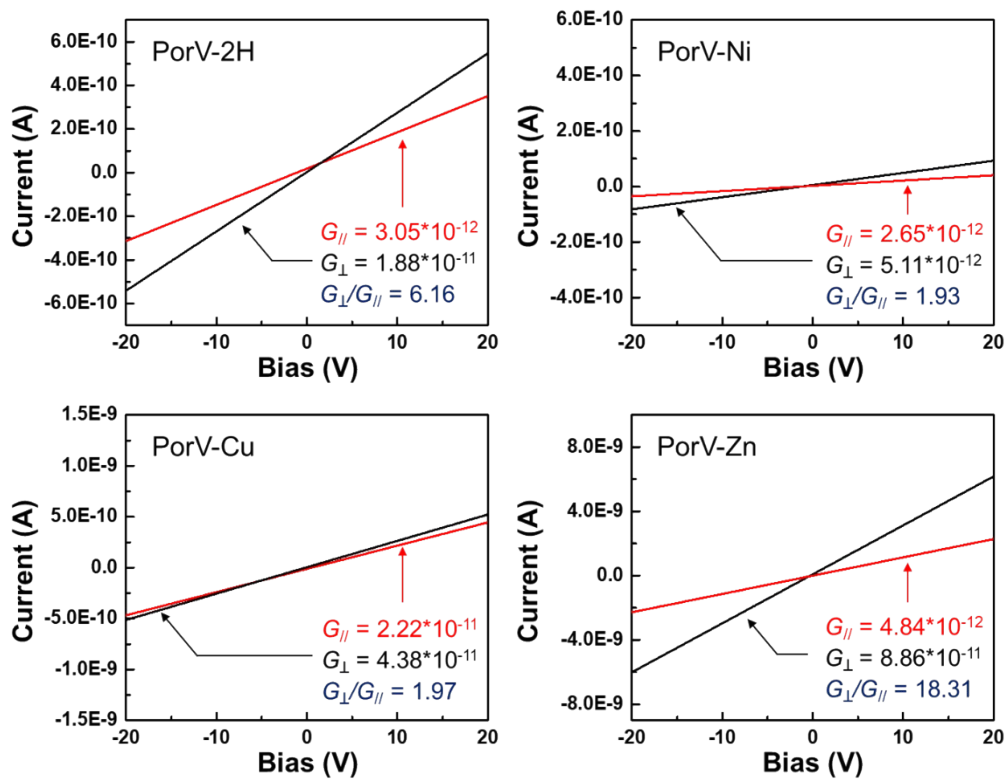 PorV-2H
Current (A)
6.0E-10
4.0E-10
2.0E-10
0.0
-2.0E-10
-4.0E-10
-6.0E-10
G// = 3.05*10-12
G⊥ = 1.88*10-11
G⊥/G// = 6.16
-20 -10 0 10 20
Bias (V)
PorV-Ni
Current (A)
6.0E-10
4.0E-10
2.0E-10
0.0
-2.0E-10
-4.0E-10
G// = 2.65*10-12
G⊥ = 5.11*10-12
G⊥/G// = 1.93
-20 -10 0 10 20
Bias (V)
PorV-Cu
Current (A)
1.5E-9
1.0E-9
5.0E-10
0.0
-5.0E-10
-1.0E-9
-1.5E-9
G// = 2.22*10-11
G⊥ = 4.38*10-11
G⊥/G// = 1.97
-20 -10 0 10 20
Bias (V)
PorV-Zn
Current (A)
8.0E-9
4.0E-9
0.0
-4.0E-9
-8.0E-9
G// = 4.84*10-12
G⊥ = 8.86*10-11
G⊥/G// = 18.31
-20 -10 0 10 20
Bias (V)